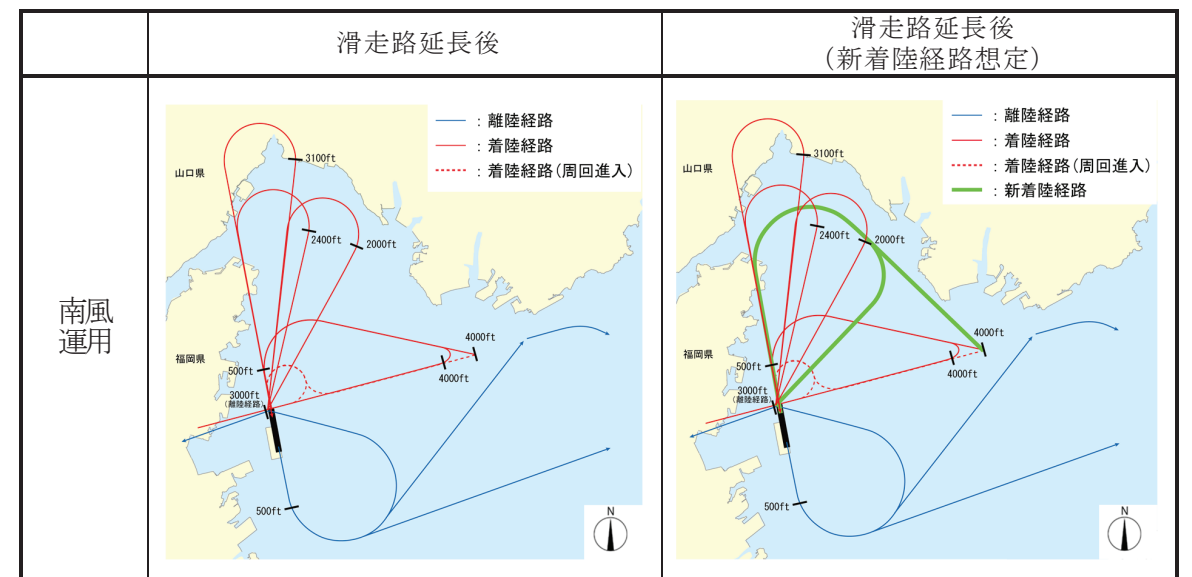 滑走路延長後
滑走路延長後
（新着陸経路想定）
南風
運用
：離陸経路
：着陸経路
：着陸経路(周回進入)
山口県
3100ft
2400ft
2000ft
4000ft
4000ft
福岡県
500ft
3000ft
(離陸経路)
500ft
N
：離陸経路
：着陸経路
：着陸経路(周回進入)
：新着陸経路
山口県
3100ft
2400ft
2000ft
4000ft
4000ft
福岡県
500ft
3000ft
(離陸経路)
500ft
N